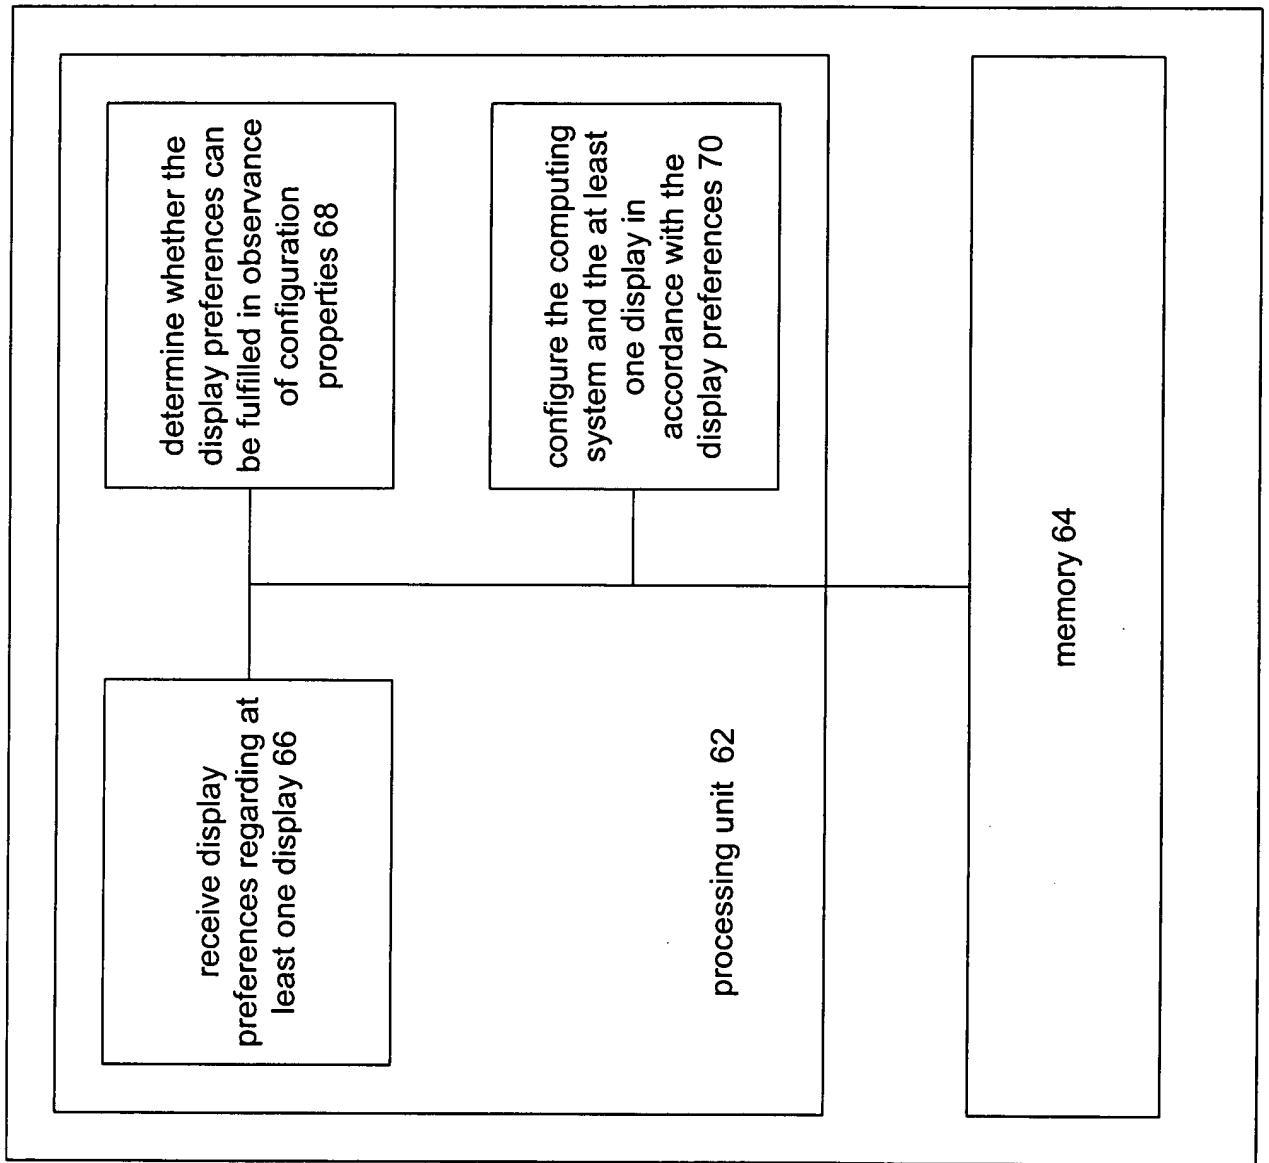 receive display
preferences regarding at
least one display 66
determine whether the
display preferences can
be fulfilled in observance
of configuration
properties 68
configure the computing
system and the at least
one display in
accordance with the
display preferences 70
processing unit 62
memory 64